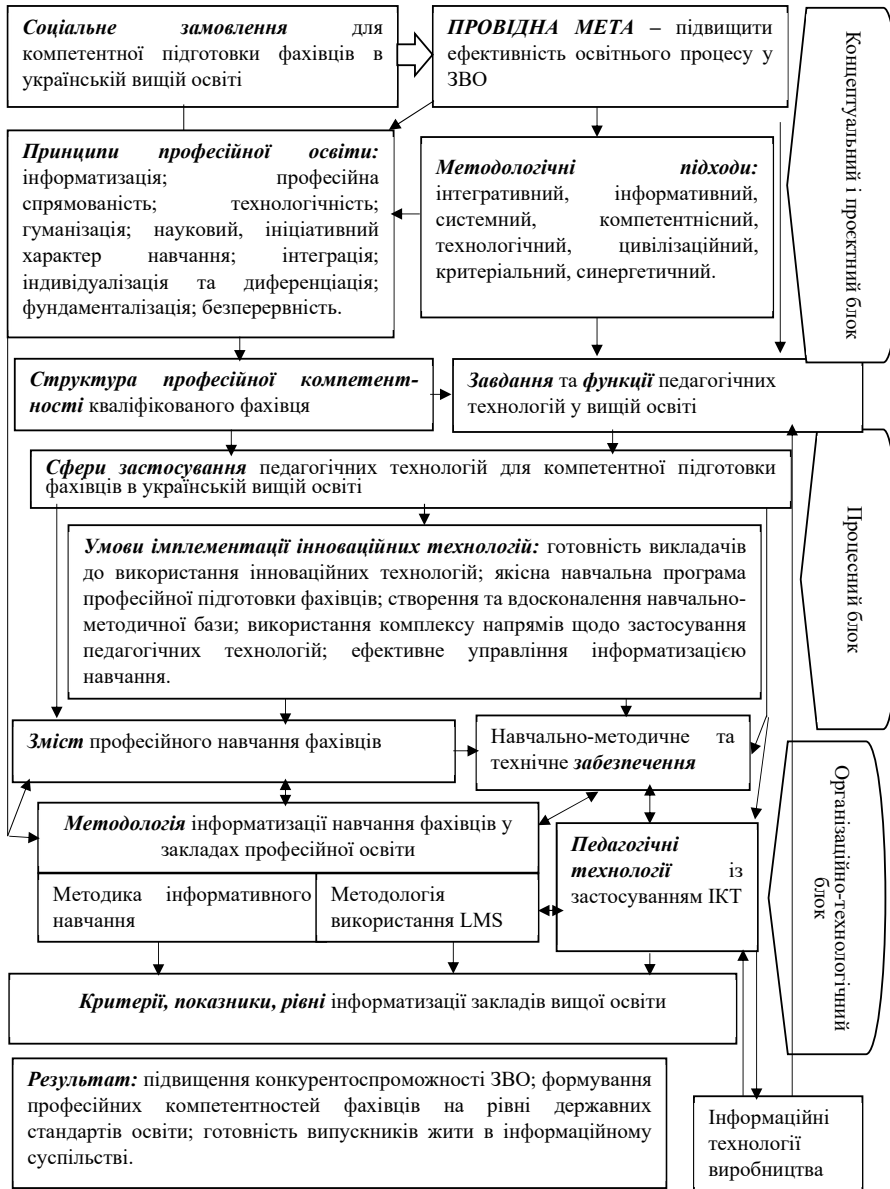 Соціальне замовлення для
компетентної підготовки фахівців в
українській вищій освіті
ПРОВІДНА МЕТА – підвищити
ефективність освітнього процесу у
ЗВО
Концептуальний і проєктний блок
Принципи професійної освіти:
інформатизація; професійна
спрямованість; технологічність;
гуманізація; науковий, ініціативний
характер навчання; інтеграція;
індивідуалізація та диференціація;
фундаменталізація; безперервність.
Методологічні підходи:
інтегративний, інформативний,
системний, компетентнісний,
технологічний, цивілізаційний,
критеріальний, синергетичний.
Структура професійної компетент-
ності кваліфікованого фахівця
Завдання та функції педагогічних
технологій у вищій освіті
Процесний блок
Сфери застосування педагогічних технологій для компетентної підготовки
фахівців в українській вищій освіті
Умови імплементації інноваційних технологій: готовність викладачів
до використання інноваційних технологій; якісна навчальна програма
професійної підготовки фахівців; створення та вдосконалення навчально-
методичної бази; використання комплексу напрямів щодо застосування
педагогічних технологій; ефективне управління інформатизацією
навчання.
Зміст професійного навчання фахівців
Навчально-методичне та
технічне забезпечення
Організаційно-технологічний
блок
Методологія інформатизації навчання фахівців у
закладах професійної освіти
Педагогічні
технології із
застосуванням ІКТ
Методика інформативного
навчання
Методологія
використання LMS
Критерії, показники, рівні інформатизації закладів вищої освіти
Результат: підвищення конкурентоспроможності ЗВО; формування
професійних компетентностей фахівців на рівні державних
стандартів освіти; готовність випускників жити в інформаційному
суспільстві.
Інформаційні
технології
виробництва